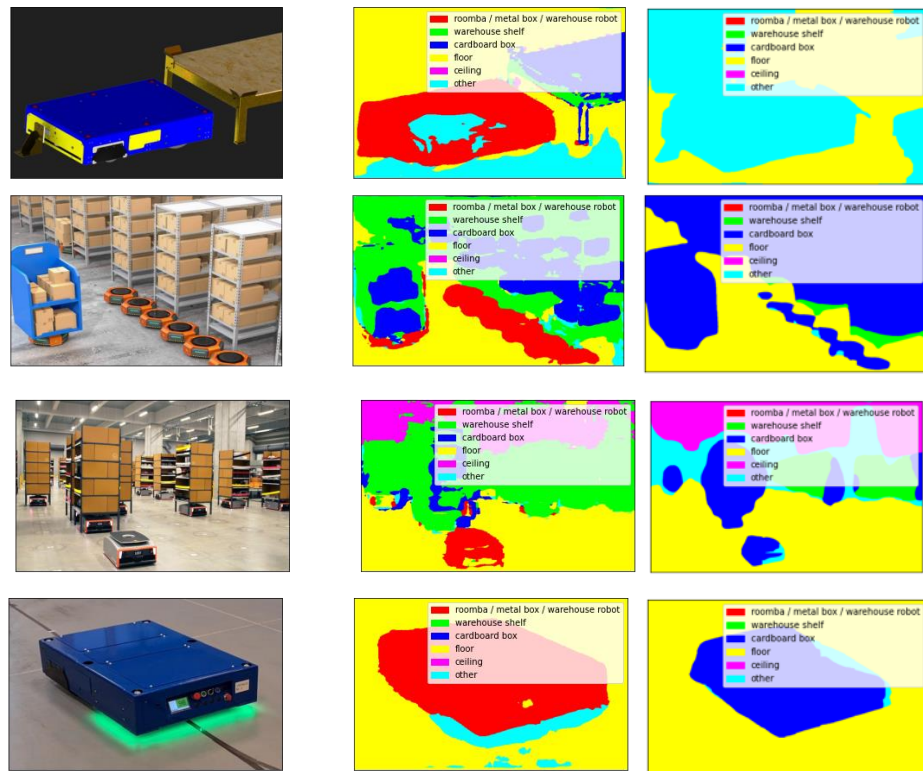 roomba / metal box / warehouse robot
warehouse shelf
cardboard box
floor
ceiling
other
roomba / metal box / warehouse robot
warehouse shelf
cardboard box
floor
ceiling
other
roomba / metal box / warehouse robot
warehouse shelf
cardboard box
floor
ceiling
other
roomba / metal box / warehouse robot
warehouse shelf
cardboard box
floor
ceiling
other
roomba / metal box / warehouse robot
warehouse shelf
cardboard box
floor
ceiling
other
roomba / metal box / warehouse robot
warehouse shelf
cardboard box
floor
ceiling
other
roomba / metal box / warehouse robot
warehouse shelf
cardboard box
floor
ceiling
other
roomba / metal box / warehouse robot
warehouse shelf
cardboard box
floor
ceiling
other